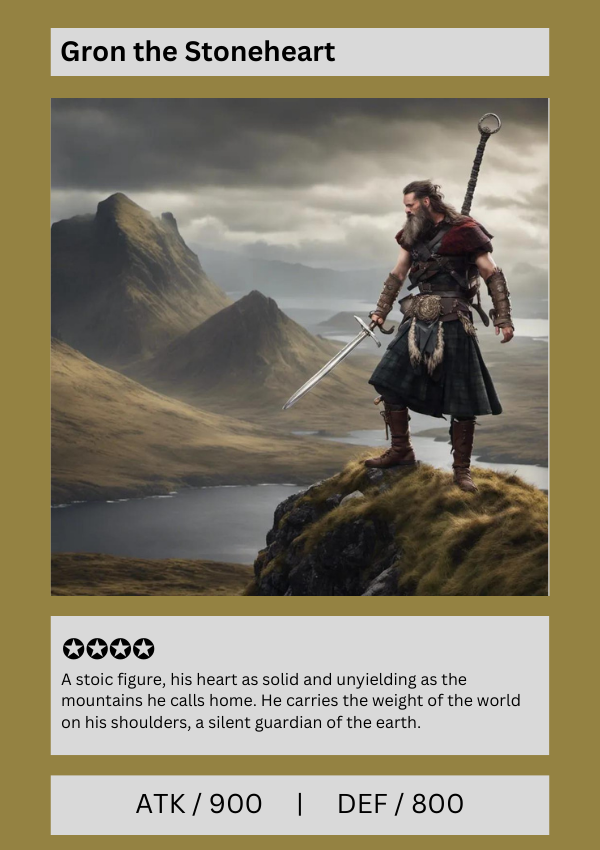 Gron the Stoneheart
✪✪✪✪
A stoic figure, his heart as solid and unyielding as the
mountains he calls home. He carries the weight of the world
on his shoulders, a silent guardian of the earth.
ATK / 900 | DEF / 800